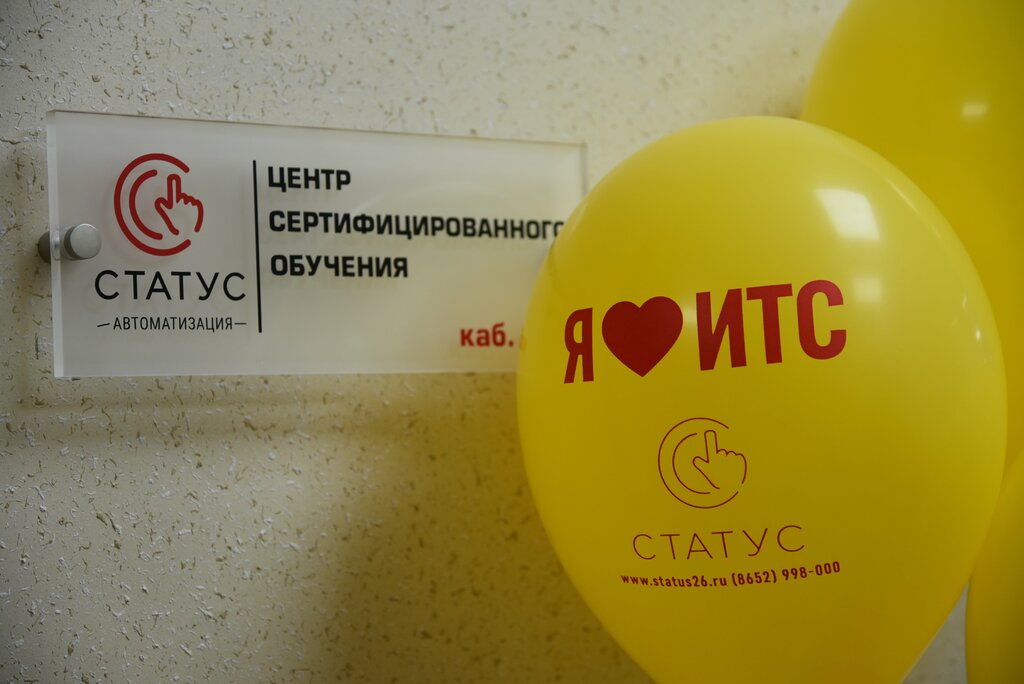 СТАТУС
—АВТОМАТИЗАЦИЯ—
ЦЕНТР
СЕРТИФИЦИРОВАННОГО
ОБУЧЕНИЯ
каб.
Я❤ИТС
СТАТУС
www.status26.ru (8652) 998-000